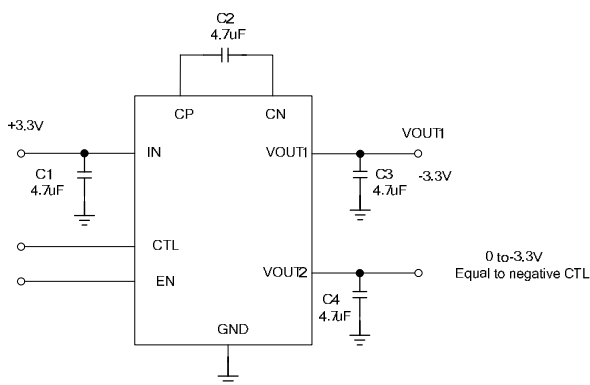 C2
4.7uF
CP
CN
+3.3V
IN
VOUT1
VOUT1
C1
4.7uF
C3
4.7uF
-3.3V
CTL
EN
VOUT2
0 to-3.3V
Equal to negative CTL
C4
4.7uF
GND